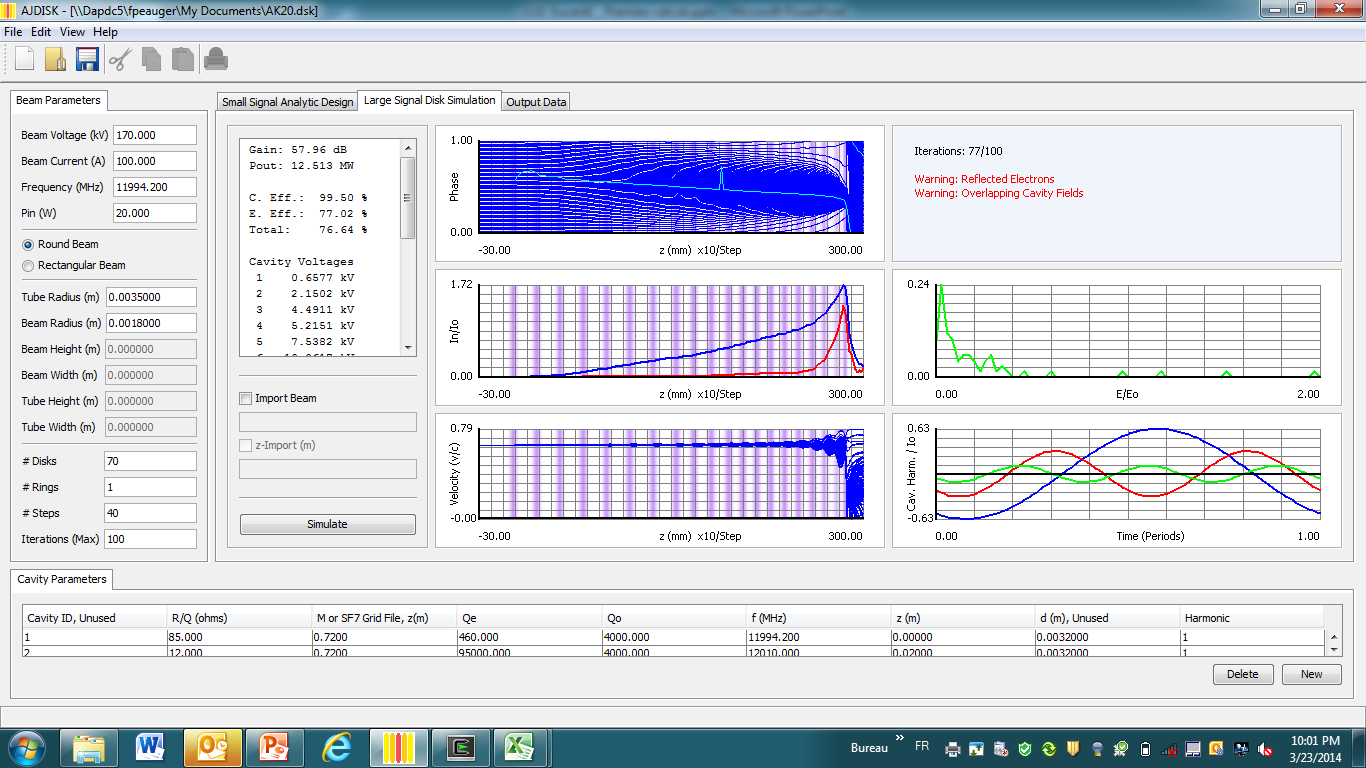 AJDISK - [\\Dapdc5\fpeauger\My Documents\AK20.dsk]
File Edit View Help
Beam Parameters
Beam Voltage (kV) 170.000
Beam Current (A) 100.000
Frequency (MHz) 11994.200
Pin (W) 20.000
Round Beam
Rectangular Beam
Tube Radius (m) 0.0035000
Beam Radius (m) 0.0018000
Beam Height (m) 0.000000
Beam Width (m) 0.000000
Tube Height (m) 0.000000
Tube Width (m) 0.000000
# Disks 70
# Rings 1
# Steps 40
Iterations (Max) 100
Small Signal Analytic Design Large Signal Disk Simulation Output Data
Gain: 57.96 dB
Pout: 12.513 MW
C. Eff.: 99.50 %
E. Eff.: 77.02 %
Total: 76.64 %
Cavity Voltages
1 0.6577 kV
2 2.1502 kV
3 4.4911 kV
4 5.2151 kV
5 7.5382 kV
Import Beam
z-Import (m)
Simulate
1.00
Phase
0.00
-30.00 z (mm) x10/Step 300.00
1.72
In/Io
0.00
-30.00 z (mm) x10/Step 300.00
0.79
Velocity (v/c)
-0.00
-30.00 z (mm) x10/Step 300.00
Iterations: 77/100
Warning: Reflected Electrons
Warning: Overlapping Cavity Fields
0.24
0.00
0.00 E/Eo 2.00
0.63
Cav. Harm. / Io
-0.63
0.00 Time (Periods) 1.00
Cavity Parameters
Cavity ID, Unused R/Q (ohms) M or SF7 Grid File, z(m) Qe Qo f (MHz) z (m) d (m), Unused Harmonic
1 85.000 0.7200 460.000 4000.000 11994.200 0.00000 0.0032000 1
2 12.000 0.7200 95000.000 4000.000 12010.000 0.02000 0.0032000 1
Delete New
Bureau » FR 10:01 PM
3/23/2014